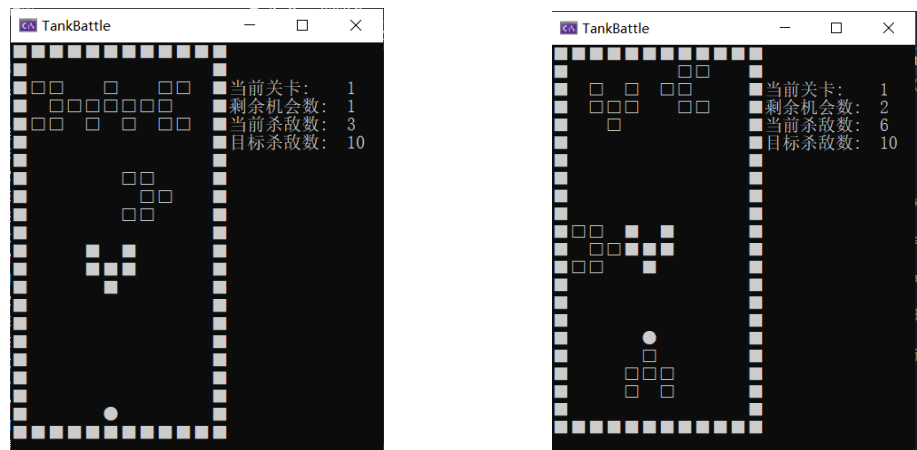 TankBattle
当前关卡： 1
剩余机会数： 1
当前杀敌数： 3
目标杀敌数： 10
TankBattle
当前关卡： 1
剩余机会数： 2
当前杀敌数： 6
目标杀敌数： 10